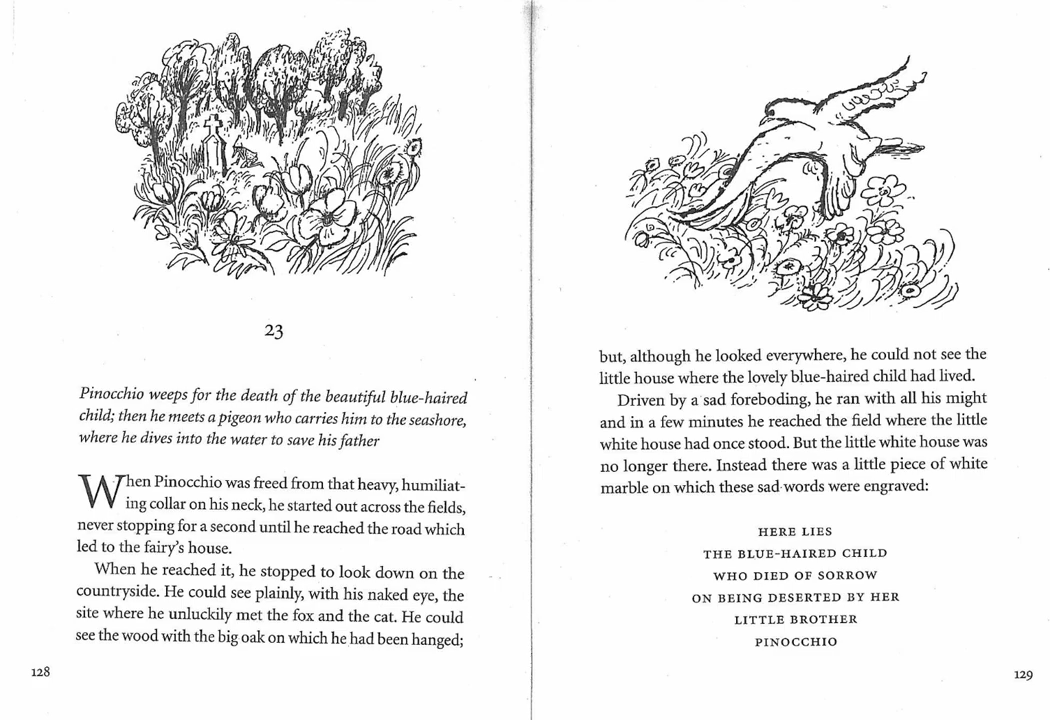 23
Pinocchio weeps for the death of the beautiful blue-haired
child; then he meets a pigeon who carries him to the seashore,
where he dives into the water to save his father
When Pinocchio was freed from that heavy, humiliat-
ing collar on his neck, he started out across the fields,
never stopping for a second until he reached the road which
led to the fairy's house.
When he reached it, he stopped to look down on the
countryside. He could see plainly, with his naked eye, the
site where he unluckily met the fox and the cat. He could
see the wood with the big oak on which he had been hanged;
128
but, although he looked everywhere, he could not see the
little house where the lovely blue-haired child had lived.
Driven by a sad foreboding, he ran with all his might
and in a few minutes he reached the field where the little
white house had once stood. But the little white house was
no longer there. Instead there was a little piece of white
marble on which these sad words were engraved:
HERE LIES
THE BLUE-HAIRED CHILD
WHO DIED OF SORROW
ON BEING DESERTED BY HER
LITTLE BROTHER
PINOCCHIO
129